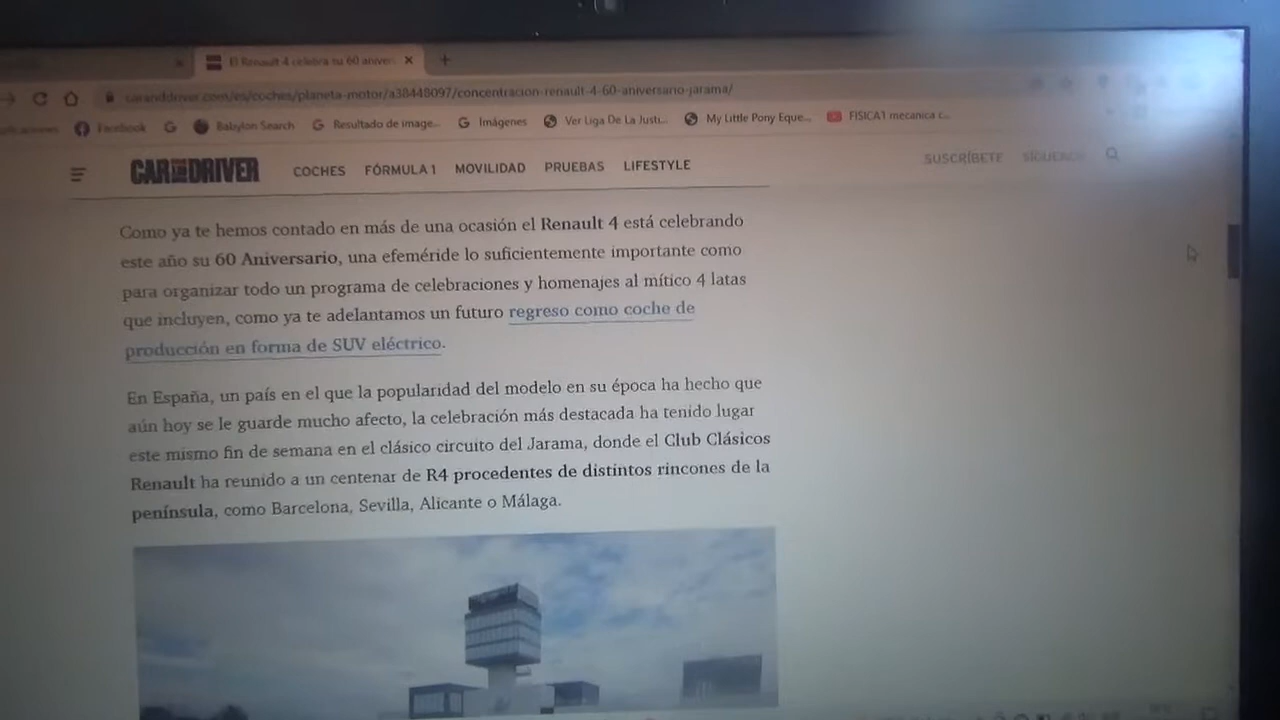 El Renault 4 celebra su 60 aniver
caranddriver.com/es/coches/planeta-motor/a38448097/concentracion-renault-4-60-aniversario-jarama/
Facebook Babylon Search Resultado de image... Imágenes Ver Liga De La Justi... My Little Pony Eque... FISICA1 mecanica c...
CAR AND DRIVER COCHES FÓRMULA 1 MOVILIDAD PRUEBAS LIFESTYLE SUSCRÍBETE SÍGUENOS
Como ya te hemos contado en más de una ocasión el Renault 4 está celebrando
este año su 60 Aniversario, una efeméride lo suficientemente importante como
para organizar todo un programa de celebraciones y homenajes al mítico 4 latas
que incluyen, como ya te adelantamos un futuro regreso como coche de
producción en forma de SUV eléctrico.
En España, un país en el que la popularidad del modelo en su época ha hecho que
aún hoy se le guarde mucho afecto, la celebración más destacada ha tenido lugar
este mismo fin de semana en el clásico circuito del Jarama, donde el Club Clásicos
Renault ha reunido a un centenar de R4 procedentes de distintos rincones de la
península, como Barcelona, Sevilla, Alicante o Málaga.